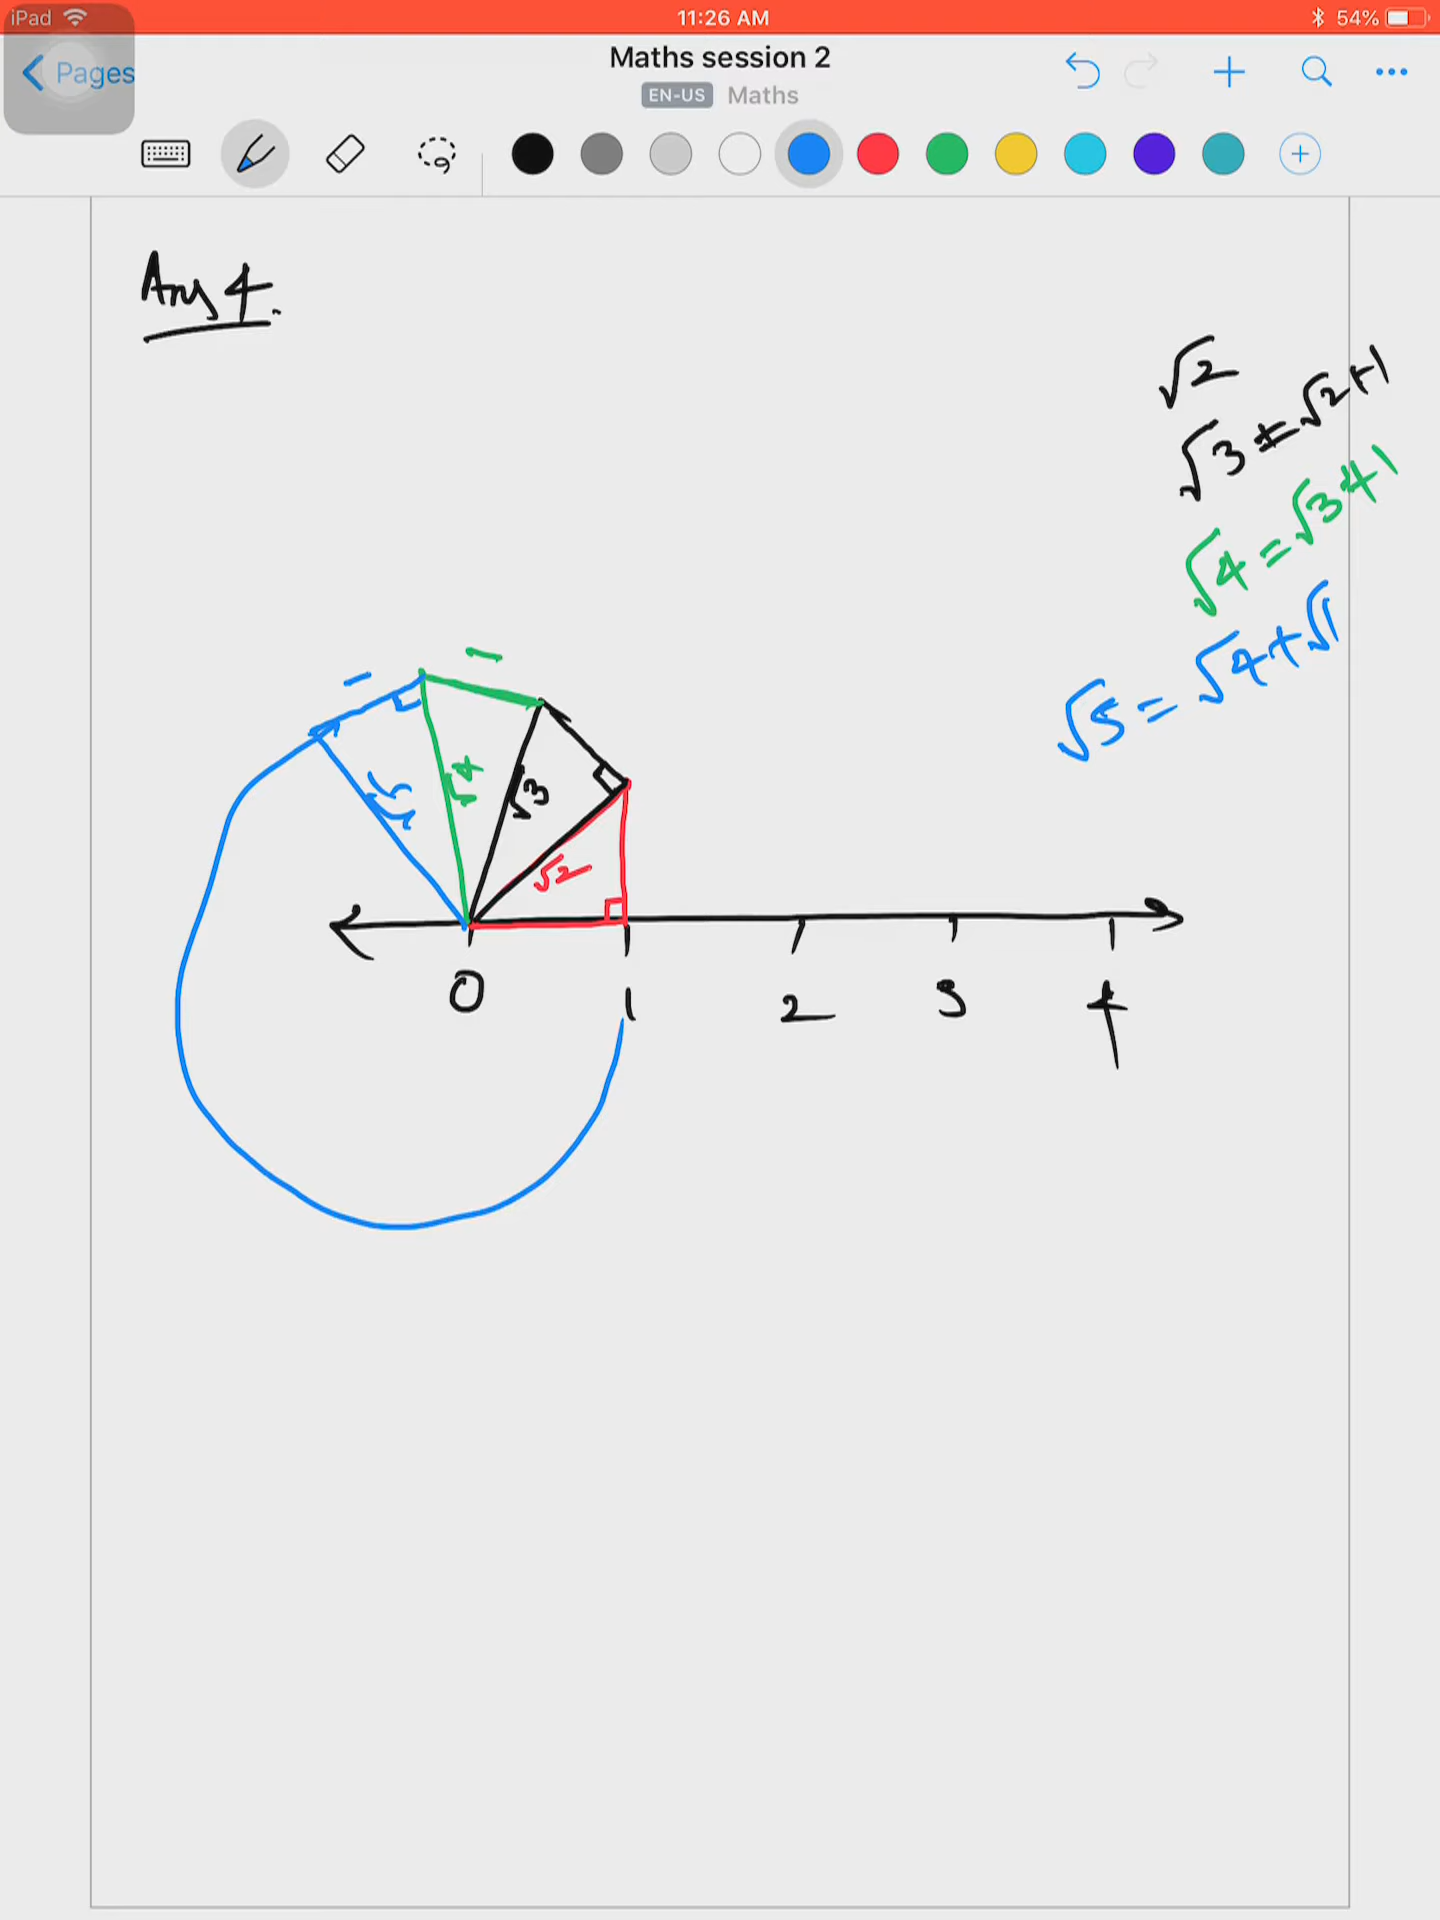 iPad 11:26 AM 54%
Pages Maths session 2
EN-US Maths
Ans 4.
√2
√3 = √2+1
√4 = √3+1
√5 = √4+√1
1 1
√5 √4 √3 √2
0 1 2 3 4